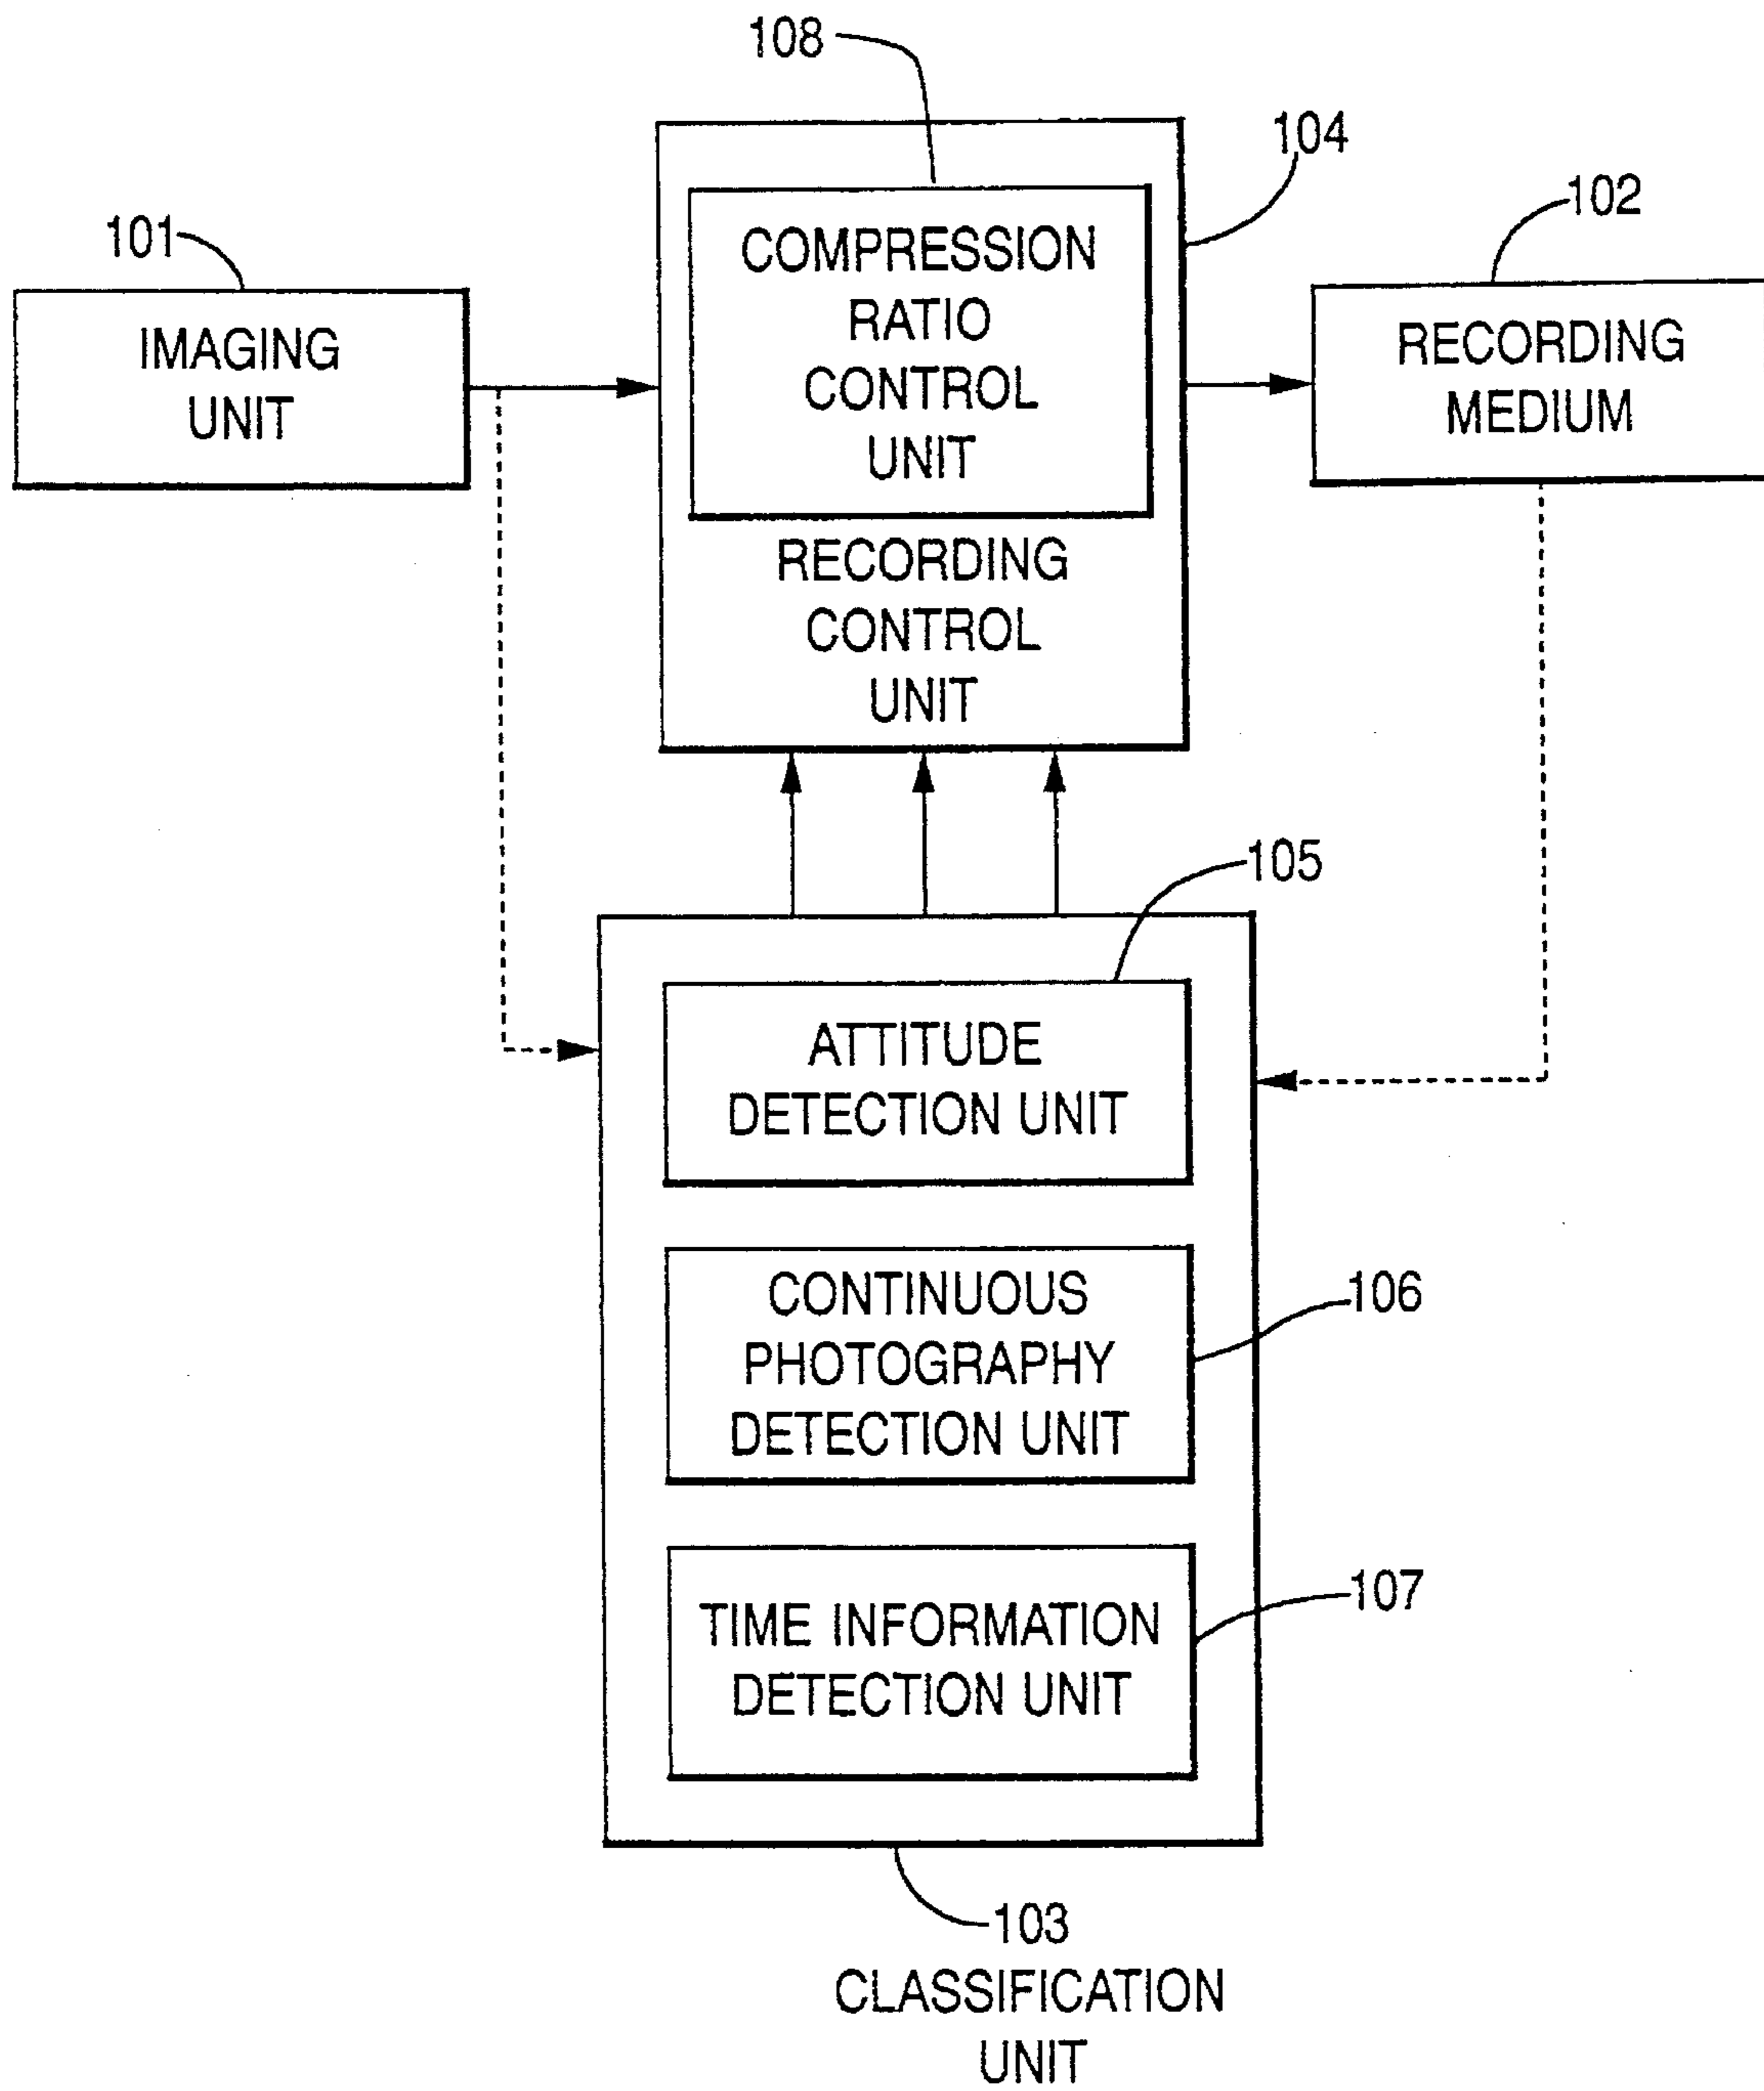 108
104
102
101
COMPRESSION
RATIO
CONTROL
UNIT
IMAGING
UNIT
RECORDING
MEDIUM
RECORDING
CONTROL
UNIT
105
ATTITUDE
DETECTION UNIT
CONTINUOUS
PHOTOGRAPHY
DETECTION UNIT
106
TIME INFORMATION
DETECTION UNIT
107
103
CLASSIFICATION
UNIT